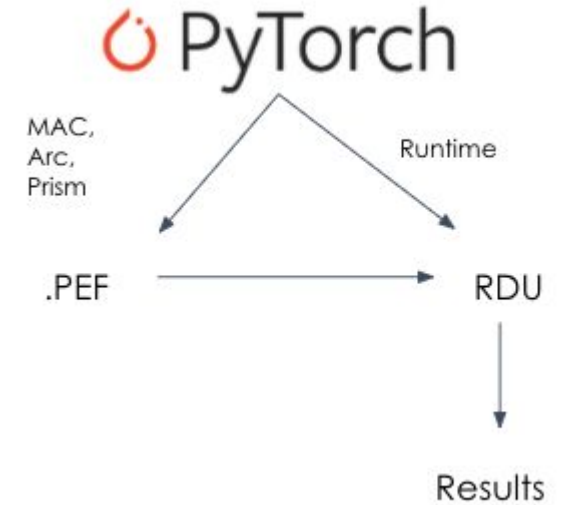 PyTorch
MAC,
Arc,
Prism
Runtime
.PEF
RDU
Results